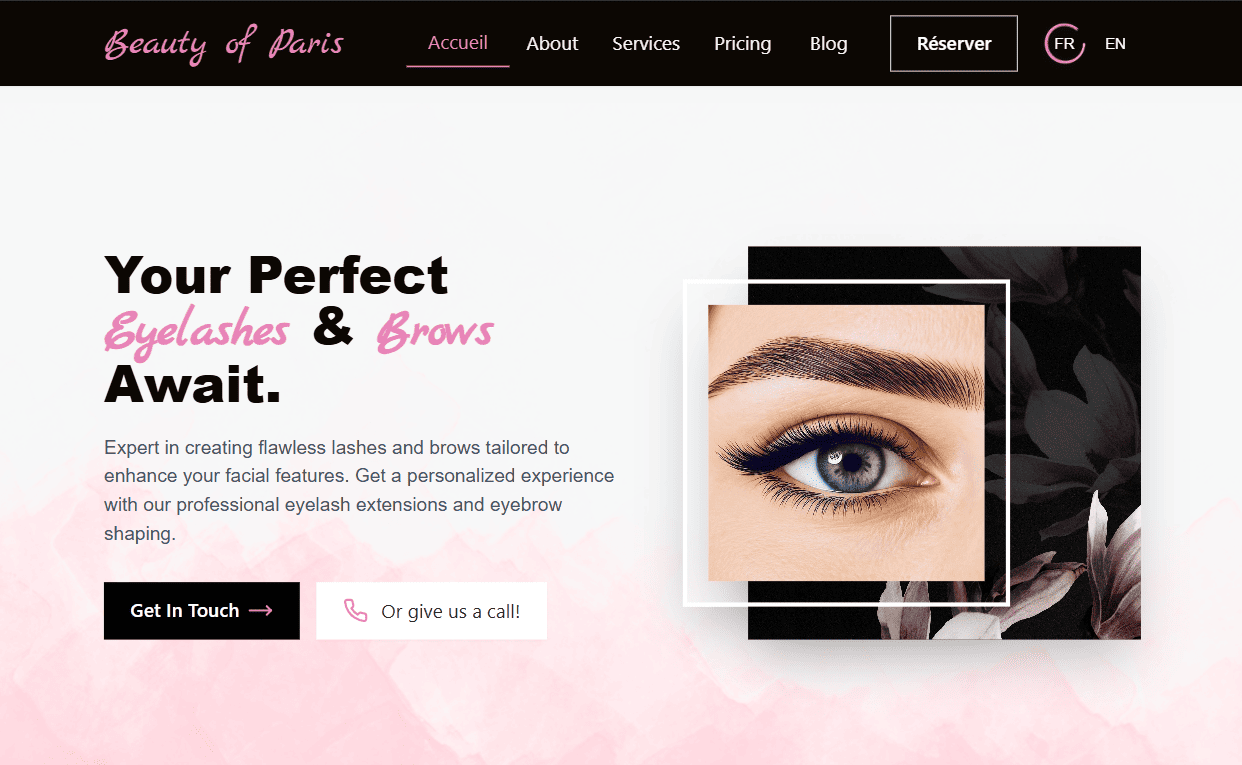 Beauty of Paris Accueil About Services Pricing Blog Réserver FR EN
Your Perfect
Eyelashes & Brows
Await.
Expert in creating flawless lashes and brows tailored to
enhance your facial features. Get a personalized experience
with our professional eyelash extensions and eyebrow
shaping.
Get In Touch Or give us a call!